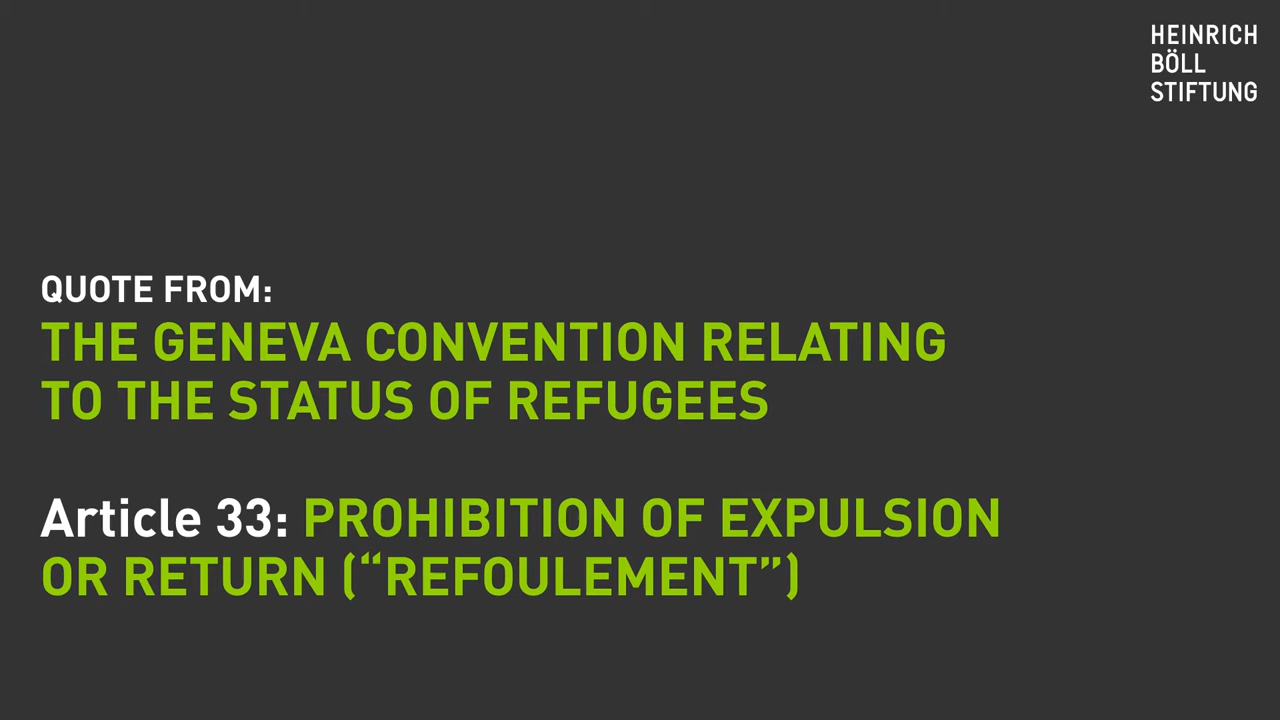 HEINRICH
BÖLL
STIFTUNG
QUOTE FROM:
THE GENEVA CONVENTION RELATING
TO THE STATUS OF REFUGEES
Article 33: PROHIBITION OF EXPULSION
OR RETURN (“REFOULEMENT”)